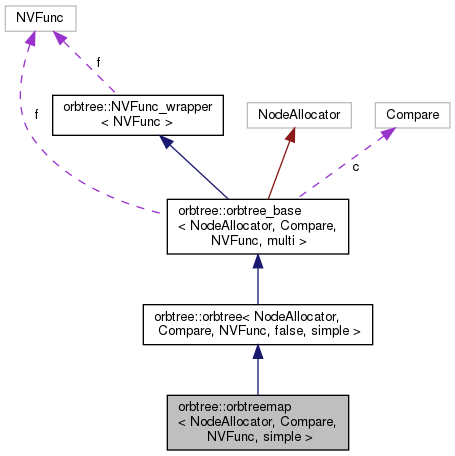 NVFunc
f
orbtree::NVFunc_wrapper
< NVFunc >
NodeAllocator
Compare
f
c
orbtree::orbtree_base
< NodeAllocator, Compare,
NVFunc, multi >
orbtree::orbtree< NodeAllocator,
Compare, NVFunc, false, simple >
orbtree::orbtreemap
< NodeAllocator, Compare,
NVFunc, simple >